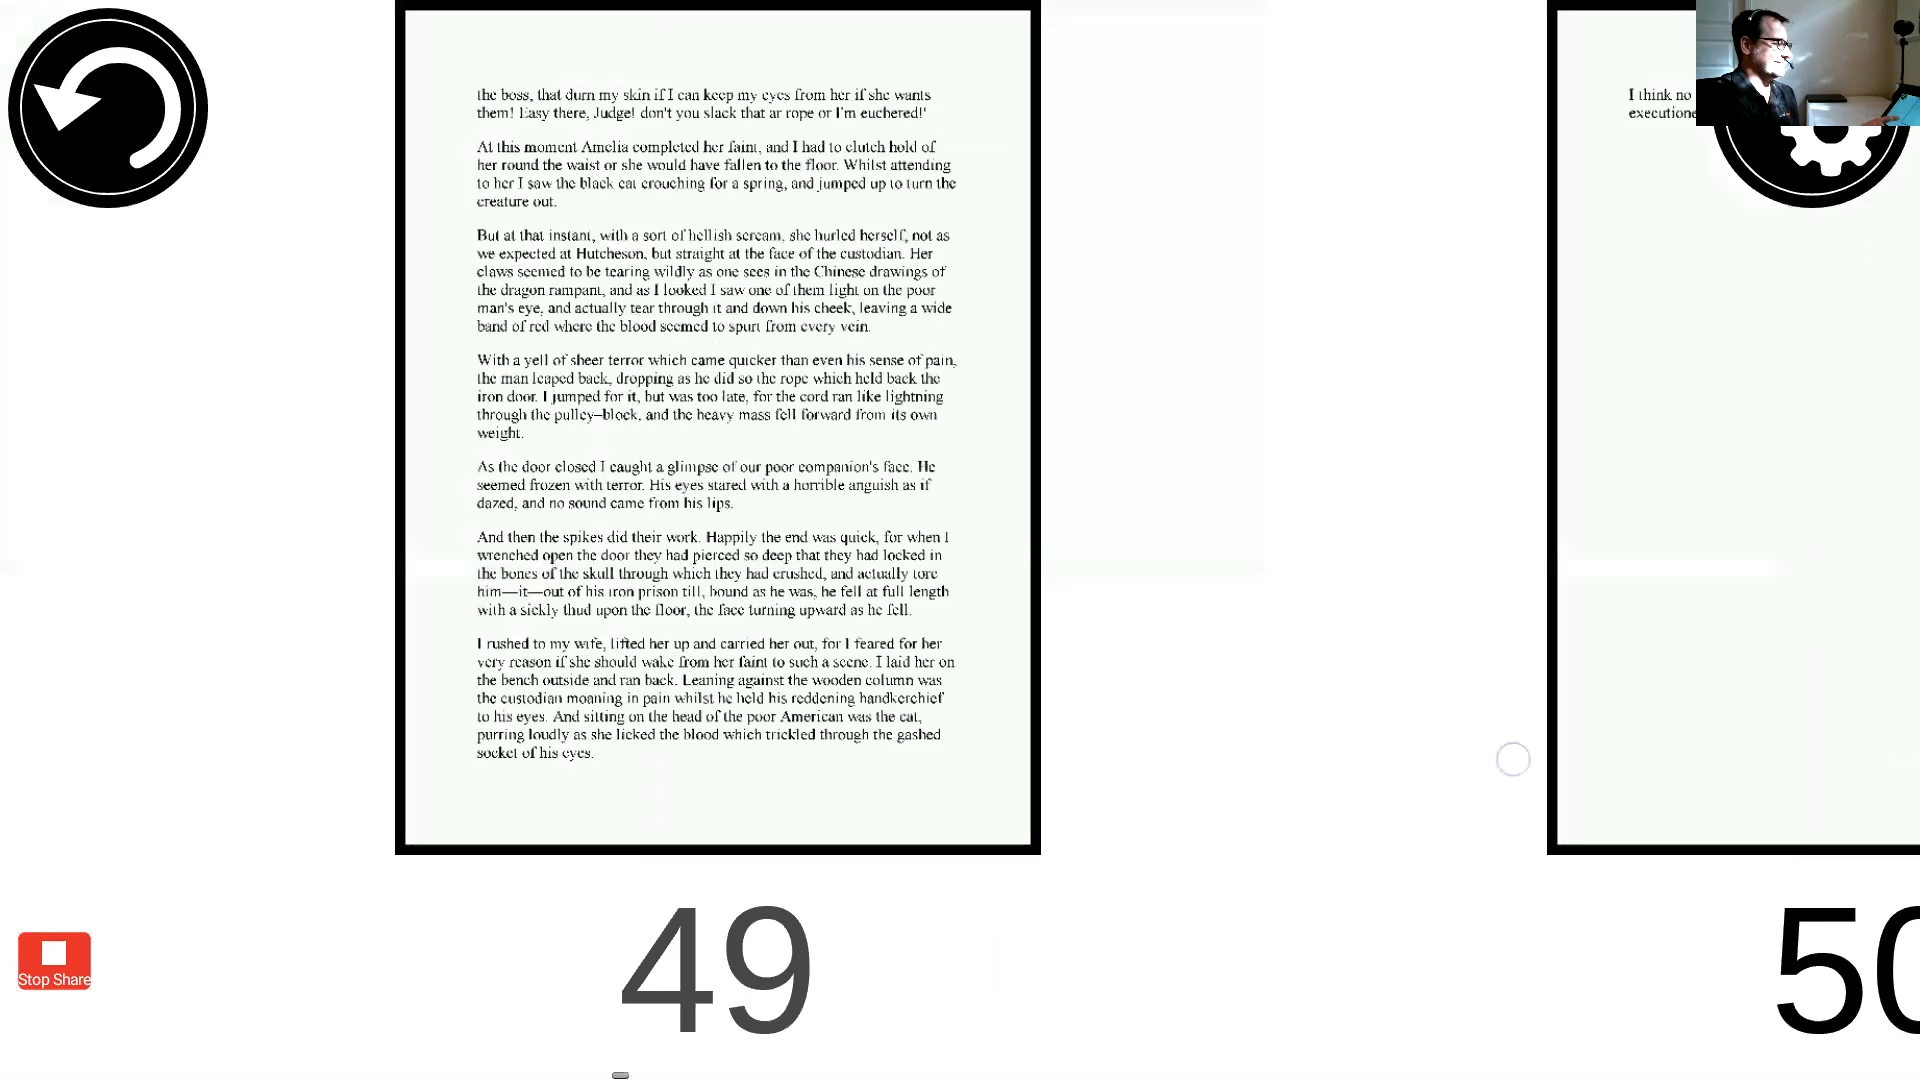 the boss, that durn my skin if I can keep my eyes from her if she wants
them! Easy there, Judge! don't you slack that ar rope or I'm euchered!'
At this moment Amelia completed her faint, and I had to clutch hold of
her round the waist or she would have fallen to the floor. Whilst attending
to her I saw the black cat crouching for a spring, and jumped up to turn the
creature out.
But at that instant, with a sort of hellish scream, she hurled herself, not as
we expected at Hutcheson, but straight at the face of the custodian. Her
claws seemed to be tearing wildly as one sees in the Chinese drawings of
the dragon rampant, and as I looked I saw one of them light on the poor
man's eye, and actually tear through it and down his cheek, leaving a wide
band of red where the blood seemed to spurt from every vein.
With a yell of sheer terror which came quicker than even his sense of pain,
the man leaped back, dropping as he did so the rope which held back the
iron door. I jumped for it, but was too late, for the cord ran like lightning
through the pulley–block, and the heavy mass fell forward from its own
weight.
As the door closed I caught a glimpse of our poor companion's face. He
seemed frozen with terror. His eyes stared with a horrible anguish as if
dazed, and no sound came from his lips.
And then the spikes did their work. Happily the end was quick, for when I
wrenched open the door they had pierced so deep that they had locked in
the bones of the skull through which they had crushed, and actually tore
him—it—out of his iron prison till, bound as he was, he fell at full length
with a sickly thud upon the floor, the face turning upward as he fell.
I rushed to my wife, lifted her up and carried her out, for I feared for her
very reason if she should wake from her faint to such a scene. I laid her on
the bench outside and ran back. Leaning against the wooden column was
the custodian moaning in pain whilst he held his reddening handkerchief
to his eyes. And sitting on the head of the poor American was the cat,
purring loudly as she licked the blood which trickled through the gashed
socket of his eyes.
49
I think no
executione
50
Stop Share